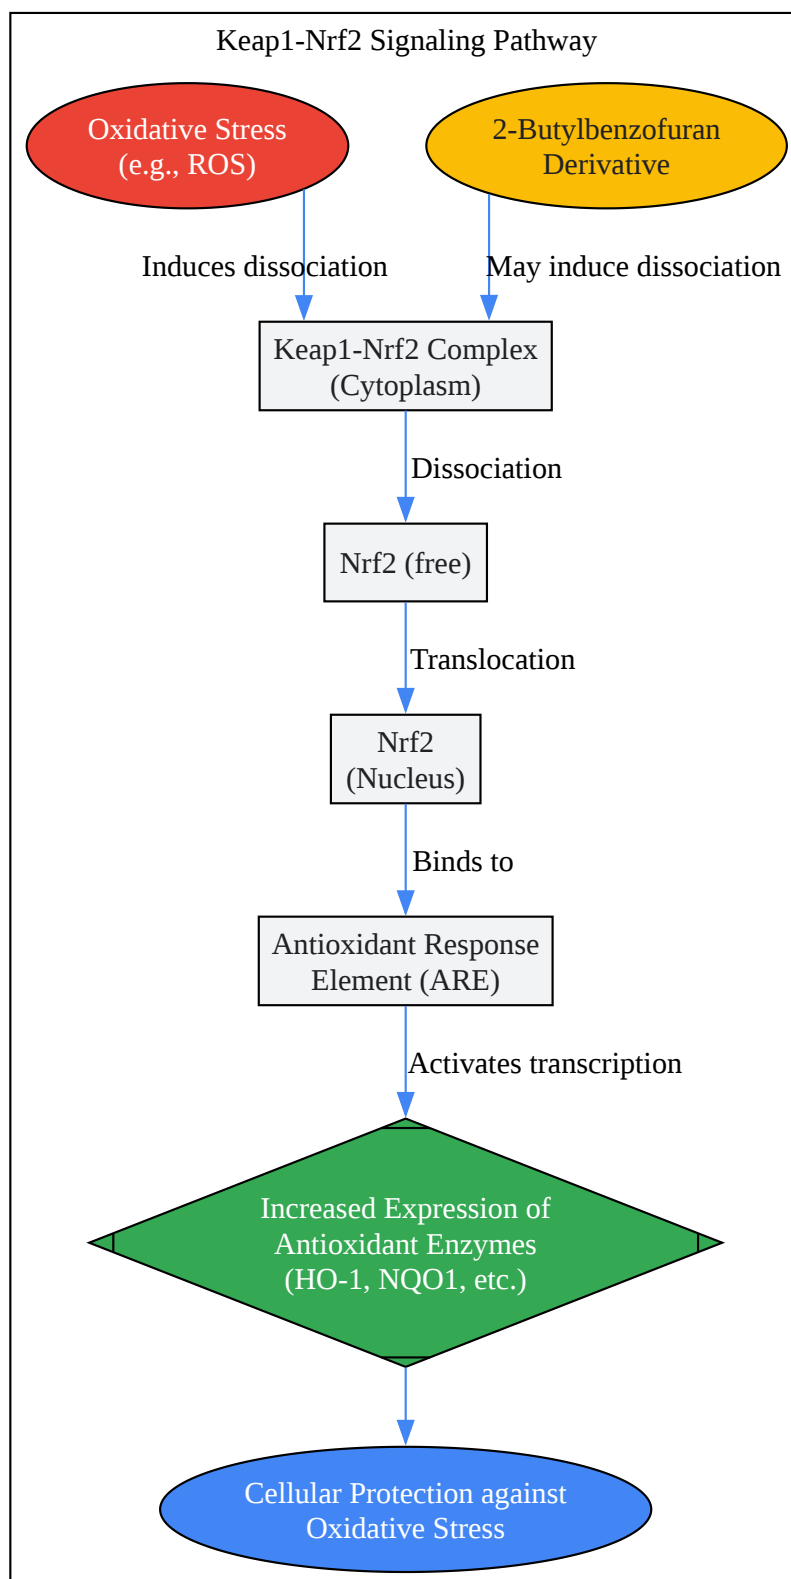 Keap1-Nrf2 Signaling Pathway
Oxidative Stress
(e.g., ROS)
2-Butylbenzofuran
Derivative
Induces dissociation
May induce dissociation
Keap1-Nrf2 Complex
(Cytoplasm)
Dissociation
Nrf2 (free)
Translocation
Nrf2
(Nucleus)
Binds to
Antioxidant Response
Element (ARE)
Activates transcription
Increased Expression of
Antioxidant Enzymes
(HO-1, NQO1, etc.)
Cellular Protection against
Oxidative Stress